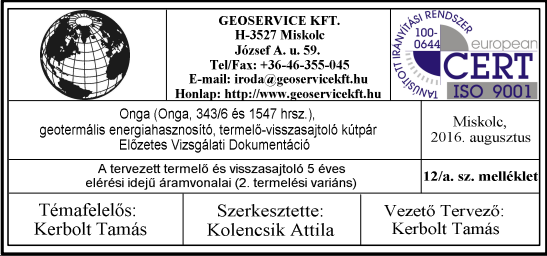 GEOSERVICE KFT.
H-3527 Miskolc
József A. u. 59.
Tel/Fax: +36-46-355-045
E-mail: iroda@geoservicekft.hu
Honlap: http://www.geoservicekft.hu
TANÚSÍTOTT IRÁNYÍTÁSI RENDSZER
100-
0644
european
CERT
ISO 9001
Onga (Onga, 343/6 és 1547 hrsz.),
geotermális energiahasznosító, termelő-visszasajtoló kútpár
Előzetes Vizsgálati Dokumentáció
Miskolc,
2016. augusztus
A tervezett termelő és visszasajtoló 5 éves
elérési idejű áramvonalai (2. termelési variáns)
12/a. sz. melléklet
Témafelelős:
Kerbolt Tamás
Szerkesztette:
Kolencsik Attila
Vezető Tervező:
Kerbolt Tamás